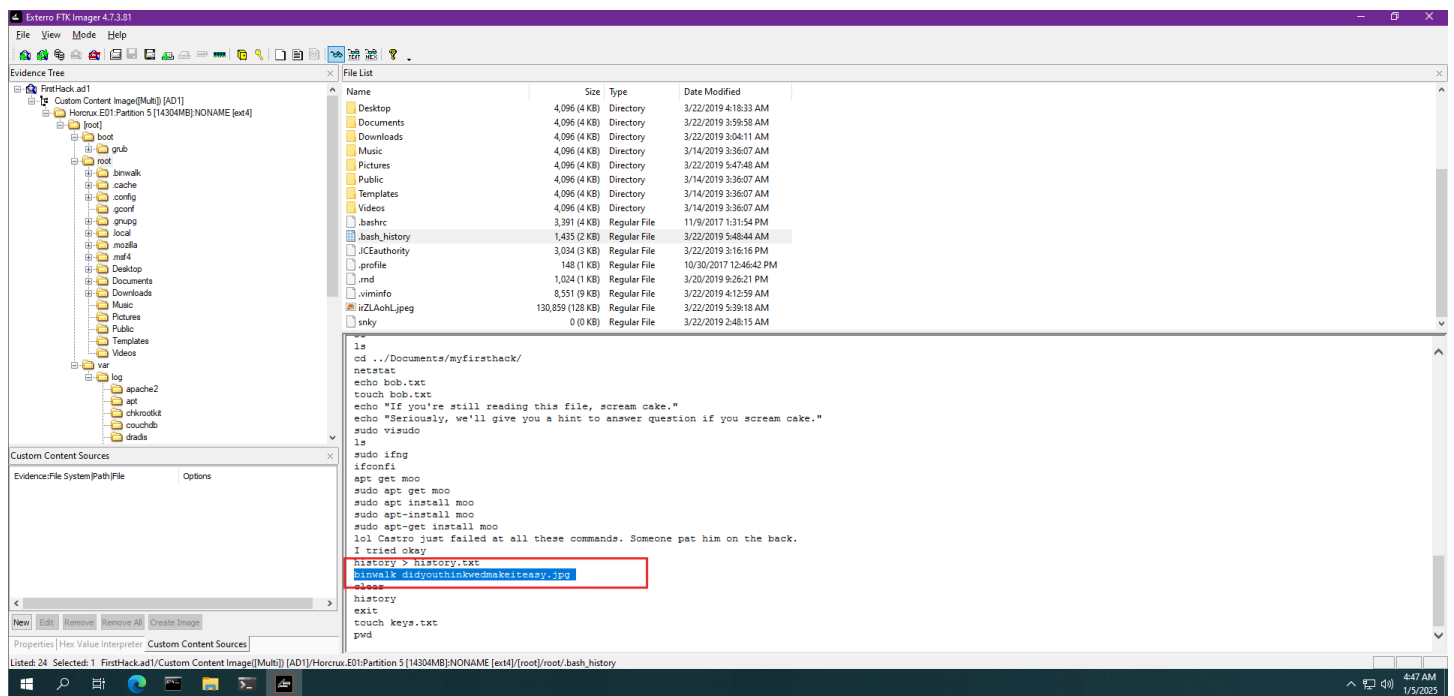 Exterro FTK Imager 4.7.3.81
File View Mode Help
Evidence Tree
FirstHack.ad1
Custom Content Image([Multi]) [AD1]
Horcrux.E01:Partition 5 [14304MB]:NONAME [ext4]
[root]
boot
grub
root
.binwalk
.cache
.config
.gconf
.gnupg
.local
.mozilla
.msf4
Desktop
Documents
Downloads
Music
Pictures
Public
Templates
Videos
var
log
apache2
apt
chkrootkit
couchdb
dradis
Custom Content Sources
Evidence:File System|Path|File Options
New Edit Remove Remove All Create Image
Properties Hex Value Interpreter Custom Content Sources
File List
Name Size Type Date Modified
Desktop 4,096 (4 KB) Directory 3/22/2019 4:18:33 AM
Documents 4,096 (4 KB) Directory 3/22/2019 3:59:58 AM
Downloads 4,096 (4 KB) Directory 3/22/2019 3:04:11 AM
Music 4,096 (4 KB) Directory 3/14/2019 3:36:07 AM
Pictures 4,096 (4 KB) Directory 3/22/2019 5:47:48 AM
Public 4,096 (4 KB) Directory 3/14/2019 3:36:07 AM
Templates 4,096 (4 KB) Directory 3/14/2019 3:36:07 AM
Videos 4,096 (4 KB) Directory 3/14/2019 3:36:07 AM
.bashrc 3,391 (4 KB) Regular File 11/9/2017 1:31:54 PM
.bash_history 1,435 (2 KB) Regular File 3/22/2019 5:48:44 AM
.ICEauthority 3,034 (3 KB) Regular File 3/22/2019 3:16:16 PM
.profile 148 (1 KB) Regular File 10/30/2017 12:46:42 PM
.rnd 1,024 (1 KB) Regular File 3/20/2019 9:26:21 PM
.viminfo 8,551 (9 KB) Regular File 3/22/2019 4:12:59 AM
irZLAohL.jpeg 130,859 (128 KB) Regular File 3/22/2019 5:39:18 AM
snky 0 (0 KB) Regular File 3/22/2019 2:48:15 AM
ls
cd ../Documents/myfirsthack/
netstat
echo bob.txt
touch bob.txt
echo "If you're still reading this file, scream cake."
echo "Seriously, we'll give you a hint to answer question if you scream cake."
sudo visudo
ls
sudo ifng
ifconfi
apt get moo
sudo apt get moo
sudo apt install moo
sudo apt-install moo
sudo apt-get install moo
lol Castro just failed at all these commands. Someone pat him on the back.
I tried okay
history > history.txt
binwalk didyouthinkwedmakeiteasy.jpg
clear
history
exit
touch keys.txt
pwd
Listed: 24 Selected: 1 FirstHack.ad1/Custom Content Image([Multi]) [AD1]/Horcrux.E01:Partition 5 [14304MB]:NONAME [ext4]/[root]/root/.bash_history
4:47 AM
1/5/2025